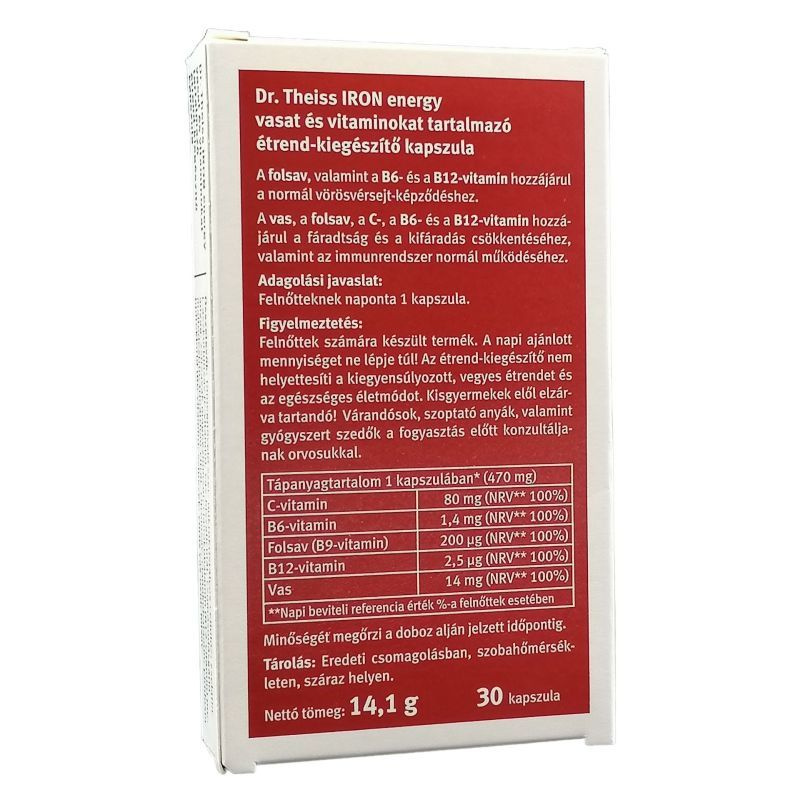 Dr. Theiss IRON energy
vasat és vitaminokat tartalmazó
étrend-kiegészítő kapszula
A folsav, valamint a B6- és a B12-vitamin hozzájárul
a normál vörösvérsejt-képződéshez.
A vas, a folsav, a C-, a B6- és a B12-vitamin hozzá-
járul a fáradtság és a kifáradás csökkentéséhez,
valamint az immunrendszer normál működéséhez.
Adagolási javaslat:
Felnőtteknek naponta 1 kapszula.
Figyelmeztetés:
Felnőttek számára készült termék. A napi ajánlott
mennyiséget ne lépje túl! Az étrend-kiegészítő nem
helyettesíti a kiegyensúlyozott, vegyes étrendet és
az egészséges életmódot. Kisgyermekek elől elzár-
va tartandó! Várandósok, szoptató anyák, valamint
gyógyszert szedők a fogyasztás előtt konzultálja-
nak orvosukkal.
Tápanyagtartalom 1 kapszulában* (470 mg)
C-vitamin 80 mg (NRV** 100%)
B6-vitamin 1,4 mg (NRV** 100%)
Folsav (B9-vitamin) 200 µg (NRV** 100%)
B12-vitamin 2,5 µg (NRV** 100%)
Vas 14 mg (NRV** 100%)
**Napi beviteli referencia érték %-a felnőttek esetében
Minőségét megőrzi a doboz alján jelzett időpontig.
Tárolás: Eredeti csomagolásban, szobahőmérsék-
leten, száraz helyen.
Nettó tömeg: 14,1 g 30 kapszula